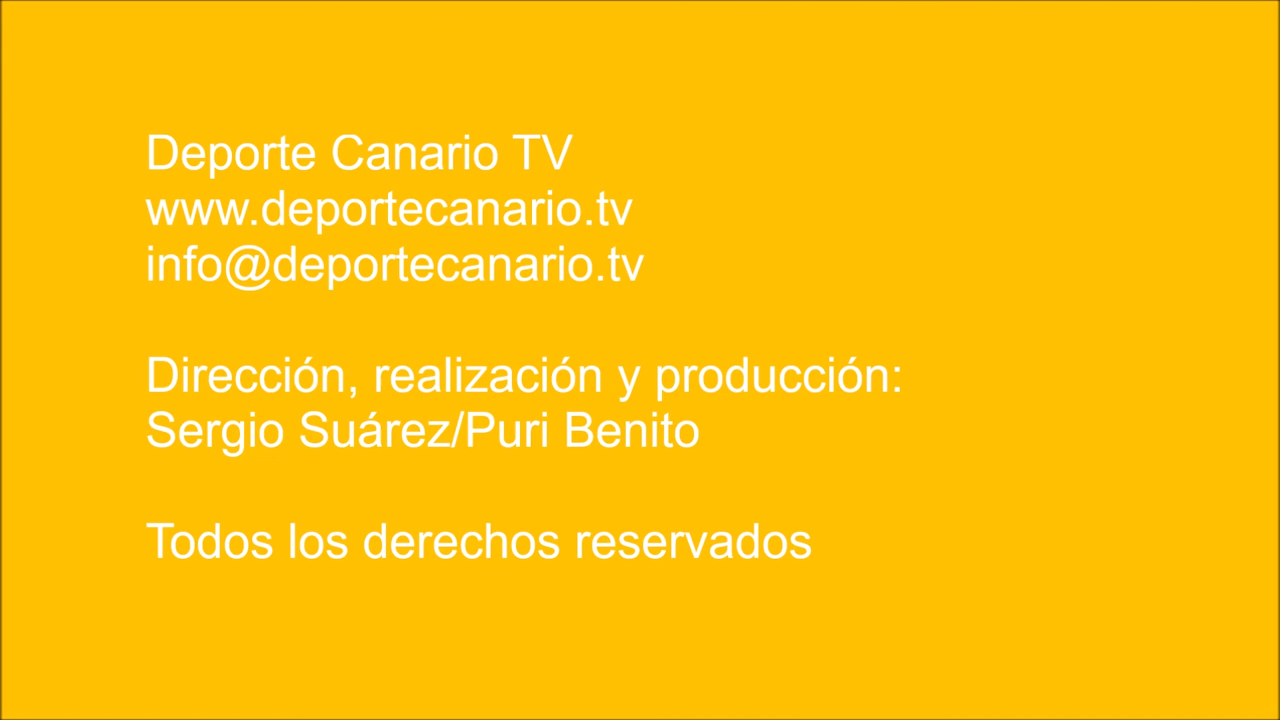 Deporte Canario TV
www.deportecanario.tv
info@deportecanario.tv
Dirección, realización y producción:
Sergio Suárez/Puri Benito
Todos los derechos reservados